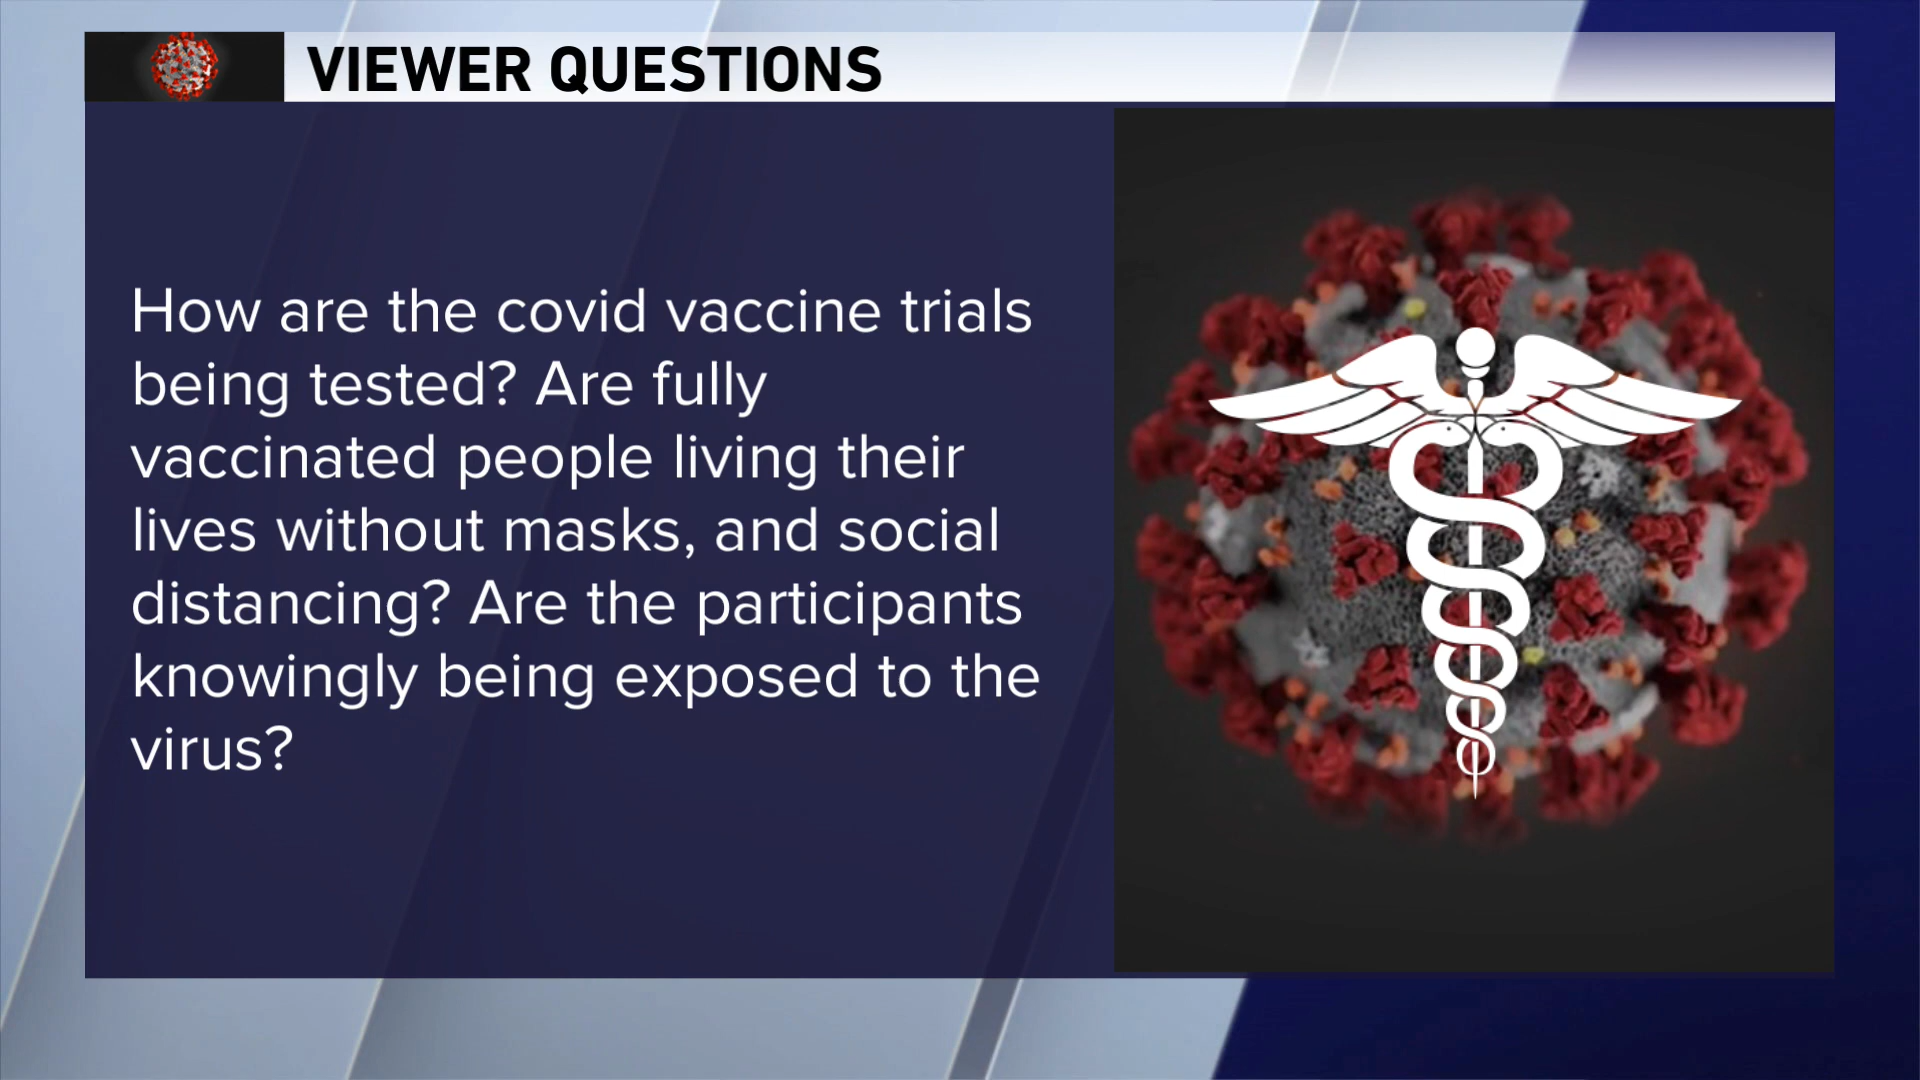 VIEWER QUESTIONS
How are the covid vaccine trials
being tested? Are fully
vaccinated people living their
lives without masks, and social
distancing? Are the participants
knowingly being exposed to the
virus?